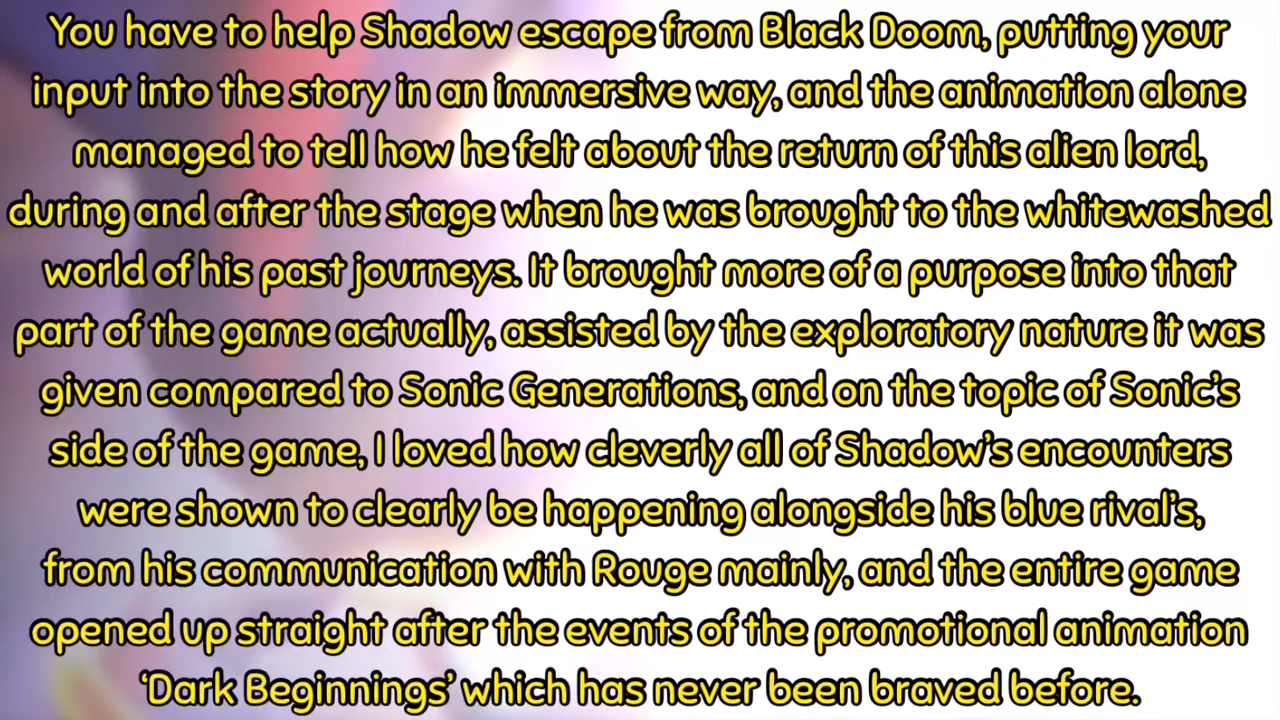 You have to help Shadow escape from Black Doom, putting your
input into the story in an immersive way, and the animation alone
managed to tell how he felt about the return of this alien lord,
during and after the stage when he was brought to the whitewashed
world of his past journeys. It brought more of a purpose into that
part of the game actually, assisted by the exploratory nature it was
given compared to Sonic Generations, and on the topic of Sonic’s
side of the game, I loved how cleverly all of Shadow’s encounters
were shown to clearly be happening alongside his blue rival’s,
from his communication with Rouge mainly, and the entire game
opened up straight after the events of the promotional animation
‘Dark Beginnings’ which has never been braved before.